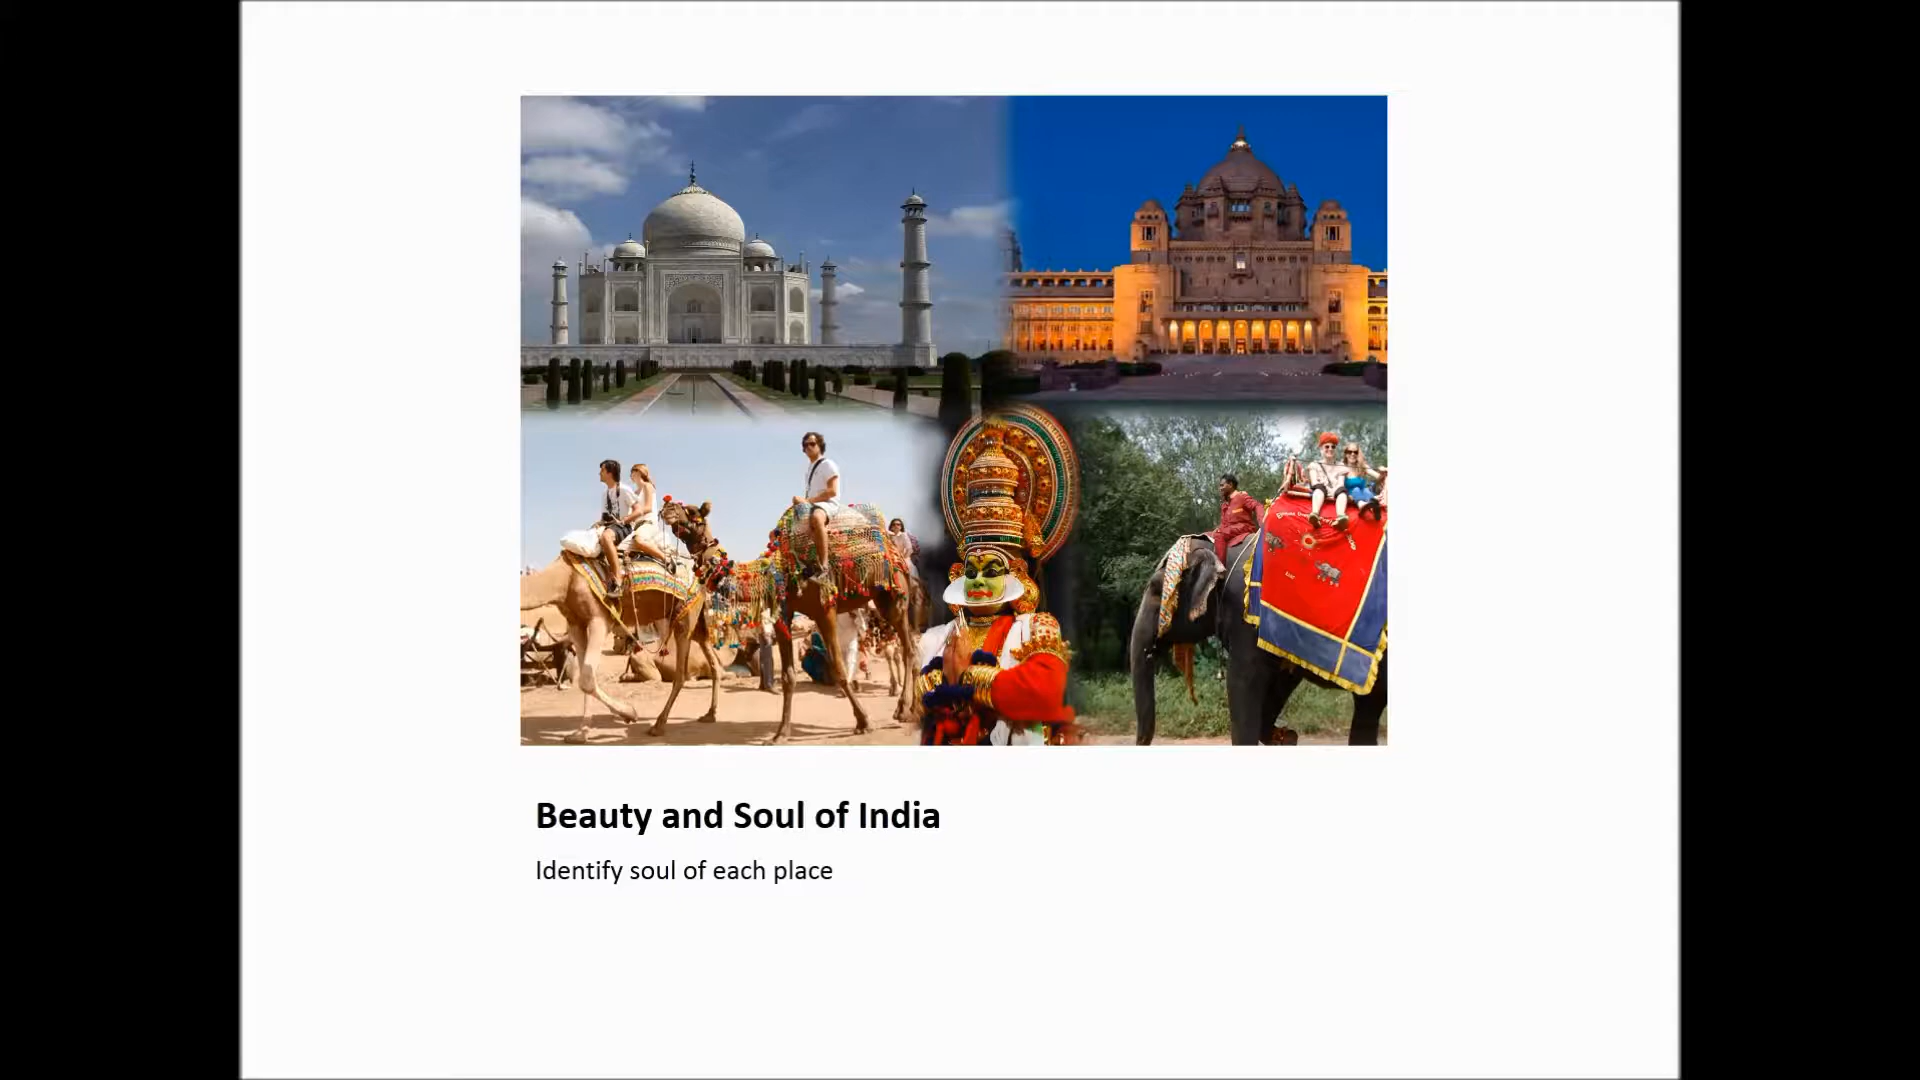 Beauty and Soul of India
Identify soul of each place